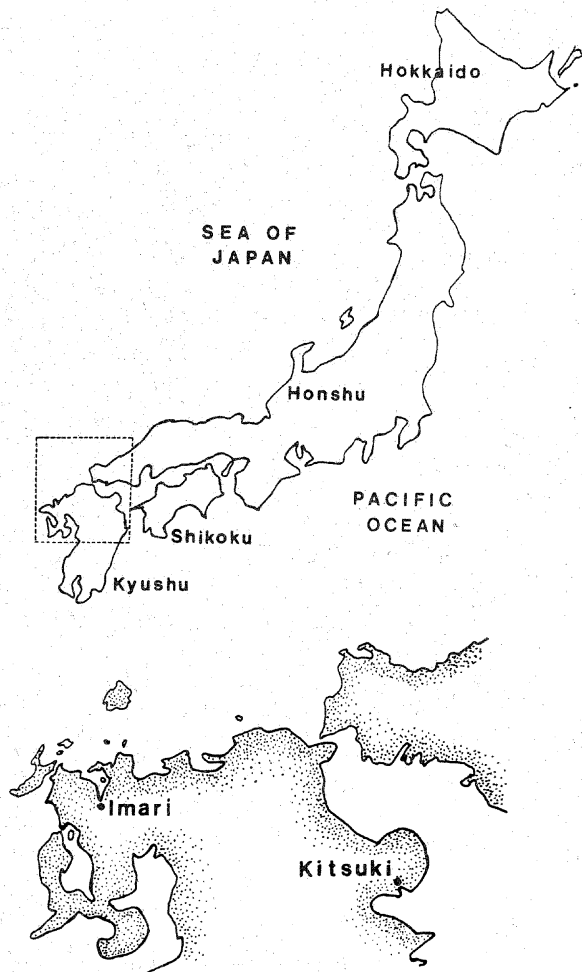 Hokkaido
SEA OF
JAPAN
Honshu
PACIFIC
OCEAN
Shikoku
Kyushu
Imari
Kitsuki